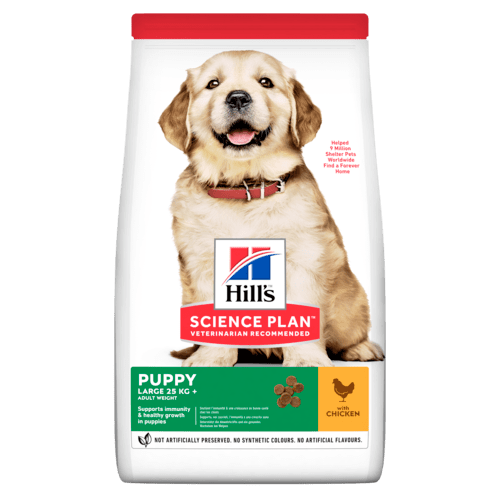 Helped
9 Million
Shelter Pets
Worldwide
Find a Forever
Home
Hill's
SCIENCE PLAN™
VETERINARIAN RECOMMENDED
PUPPY
LARGE 25 KG +
ADULT WEIGHT
Supports immunity
& healthy growth
in puppies
with
CHICKEN
NOT ARTIFICIALLY PRESERVED. NO SYNTHETIC COLOURS. NO ARTIFICIAL FLAVOURS.